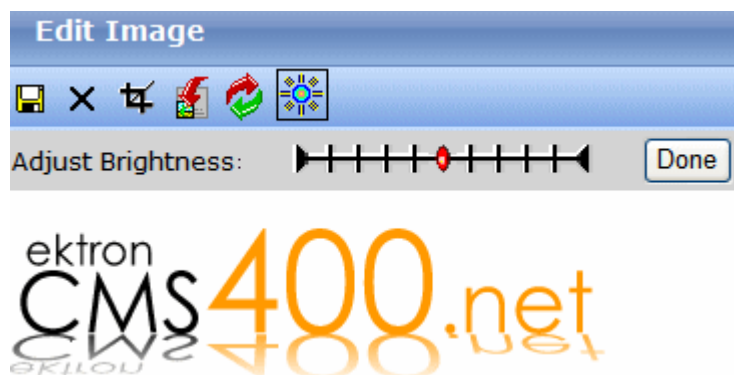 Edit Image
Adjust Brightness:
Done
ektron
CMS400.net